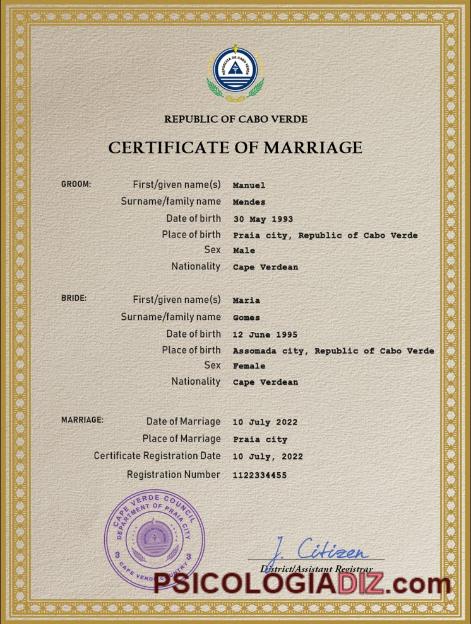 REPUBLICA DE CABO VERDE
REPUBLIC OF CABO VERDE
CERTIFICATE OF MARRIAGE
GROOM: First/given name(s) Manuel
Surname/family name Mendes
Date of birth 30 May 1993
Place of birth Praia city, Republic of Cabo Verde
Sex Male
Nationality Cape Verdean
BRIDE: First/given name(s) Maria
Surname/family name Gomes
Date of birth 12 June 1995
Place of birth Assomada city, Republic of Cabo Verde
Sex Female
Nationality Cape Verdean
MARRIAGE: Date of Marriage 10 July 2022
Place of Marriage Praia city
Certificate Registration Date 10 July, 2022
Registration Number 1122334455
CAPE VERDE COUNCIL
DEPARTMENT OF PRAIA CITY
3 3
J. Citizen
District/Assistant Registrar
PSICOLOGIADIZ.com